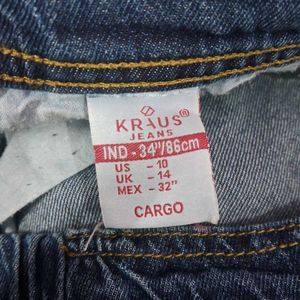 KRAUS®
JEANS
IND - 34"/86cm
US - 10
UK - 14
MEX - 32"
CARGO